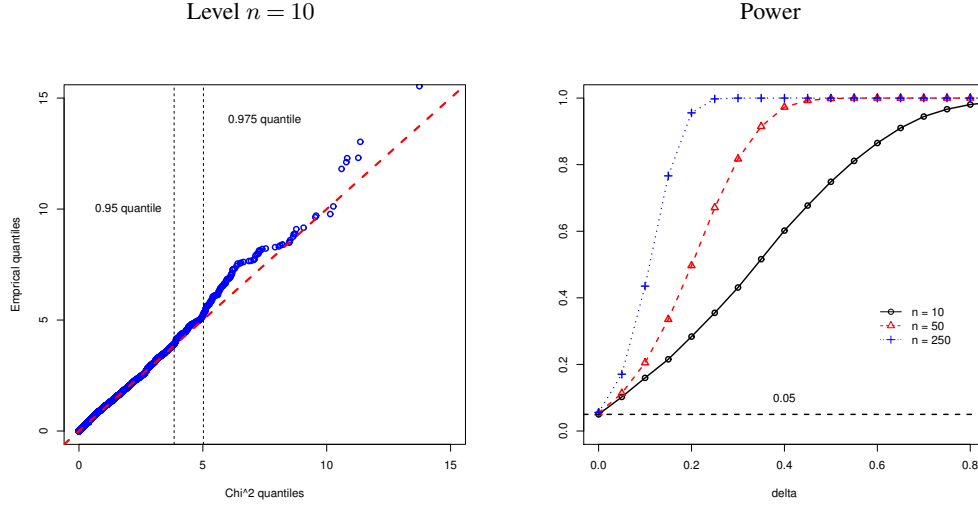 Level n = 10
15
10
5
0
Emprical quantiles
0.975 quantile
0.95 quantile
0 5 10 15
Chi^2 quantiles
Power
1.0
0.8
0.6
0.4
0.2
0.0
n = 10
n = 50
n = 250
0.05
0.0 0.2 0.4 0.6 0.8
delta